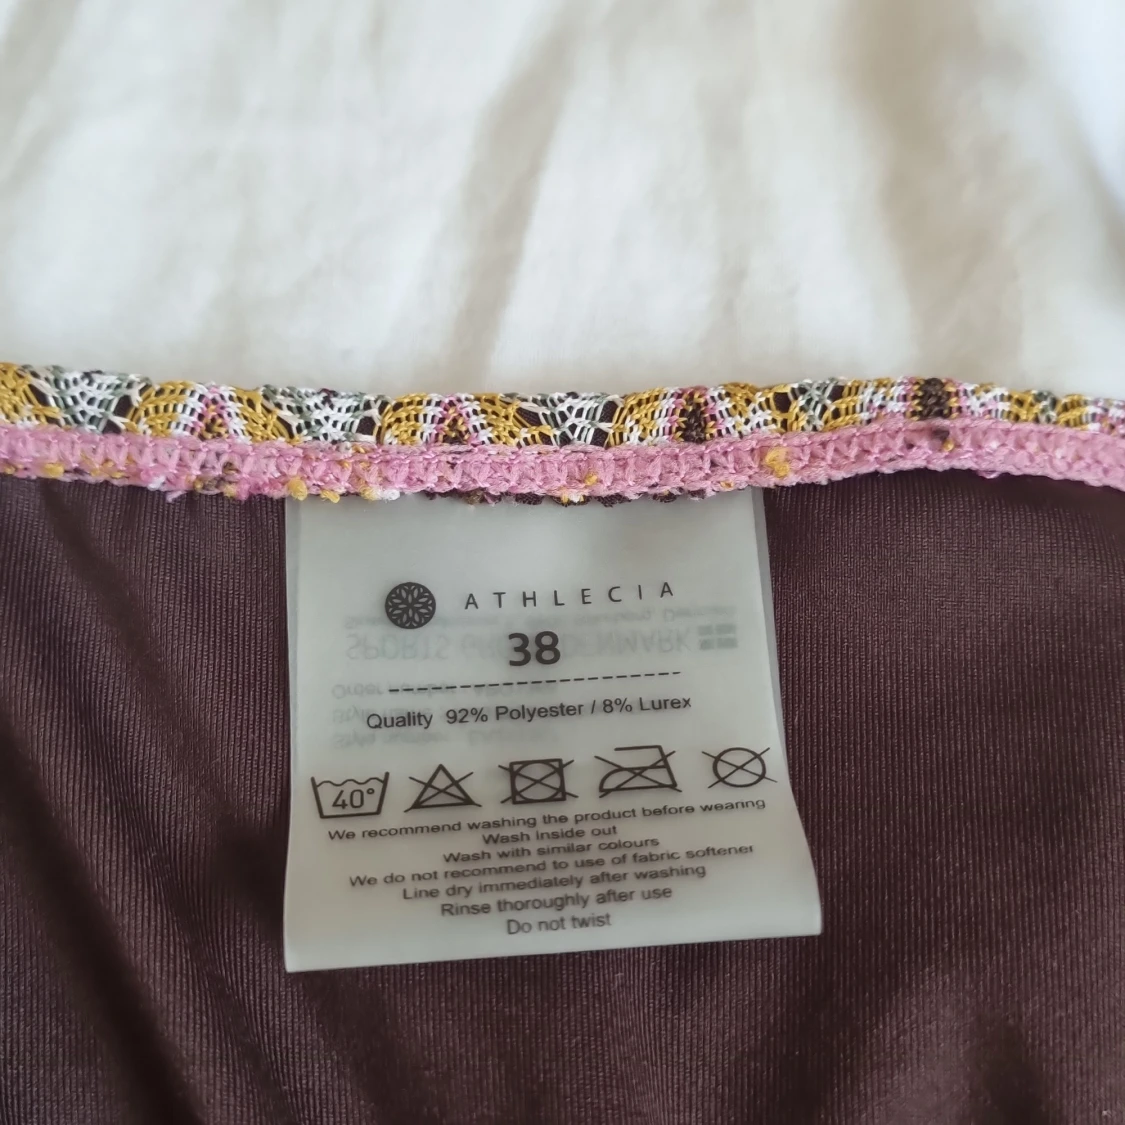 ATHLECIA
38
Quality 92% Polyester / 8% Lurex
40°
We recommend washing the product before wearing
Wash inside out
Wash with similar colours
We do not recommend to use of fabric softener
Line dry immediately after washing
Rinse thoroughly after use
Do not twist